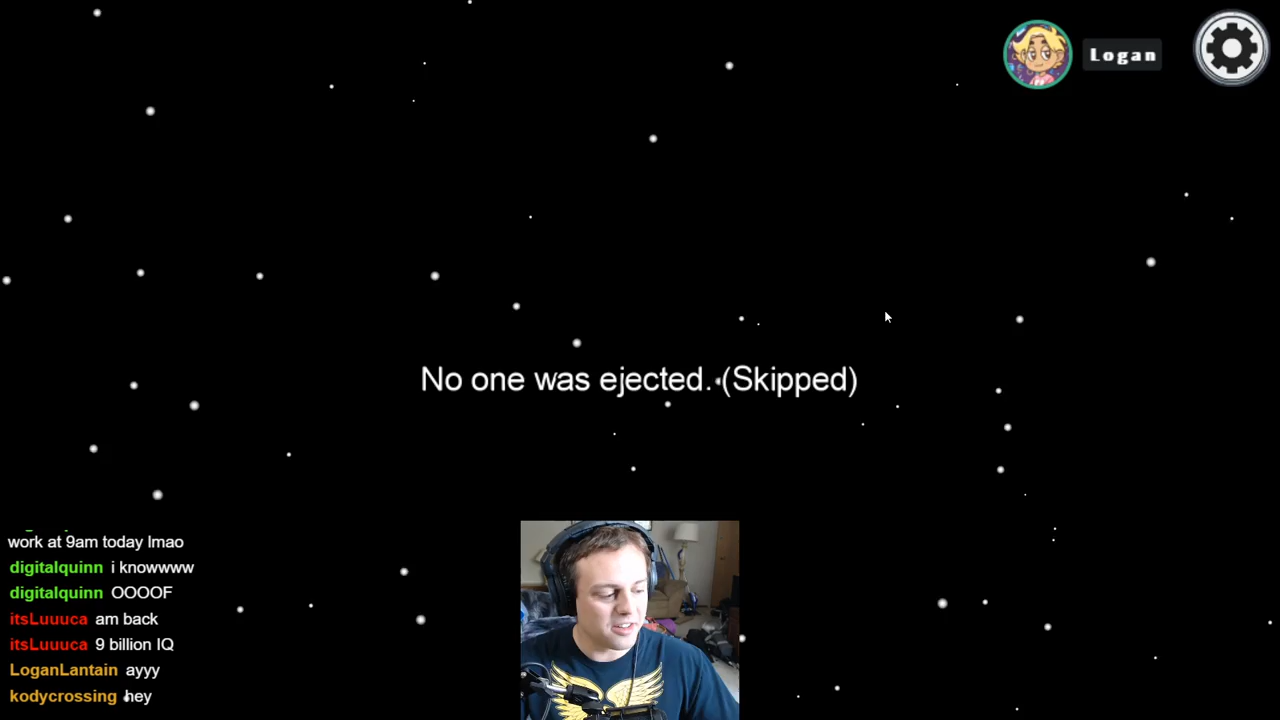 Logan
No one was ejected. (Skipped)
work at 9am today lmao
digitalquinn i knowwww
digitalquinn OOOOF
itsLuuuca am back
itsLuuuca 9 billion IQ
LoganLantain ayyy
kodycrossing hey